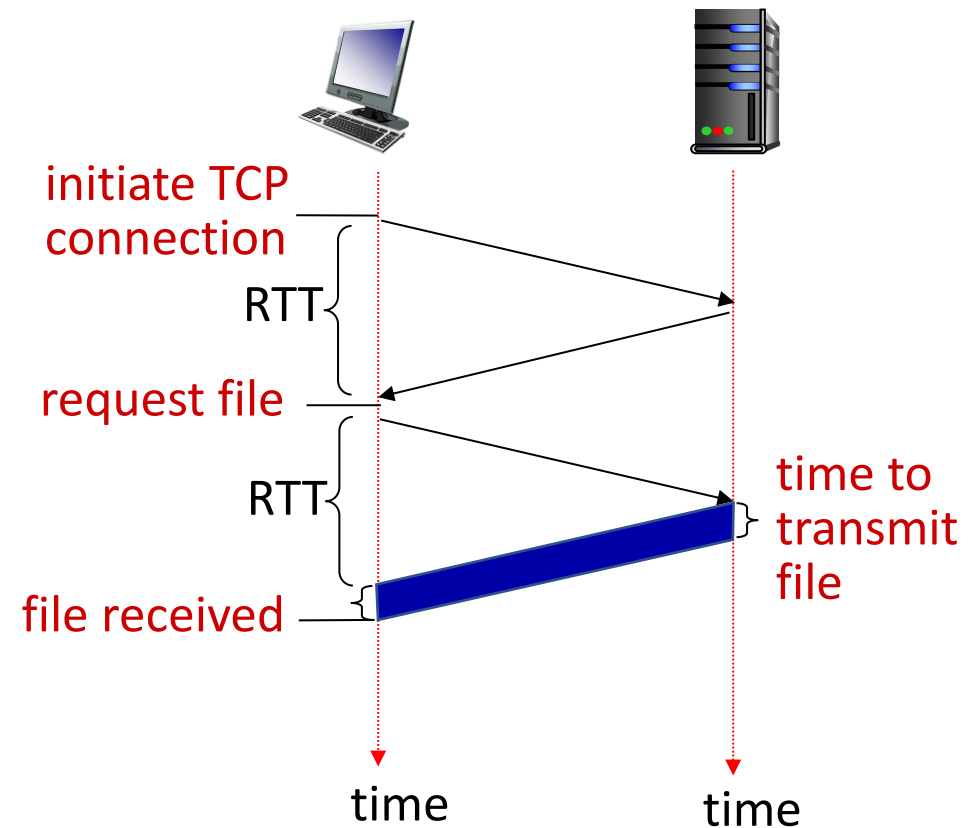 initiate TCP
connection
RTT
request file
RTT
time to
transmit
file
file received
time
time